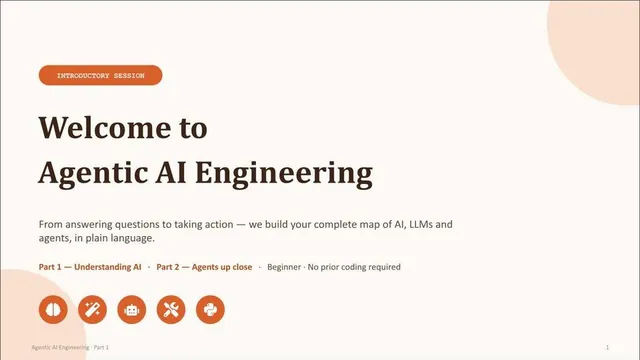 INTRODUCTORY SESSION
Welcome to
Agentic AI Engineering
From answering questions to taking action — we build your complete map of AI, LLMs and
agents, in plain language.
Part 1 — Understanding AI · Part 2 — Agents up close · Beginner · No prior coding required
Agentic AI Engineering · Part 1
1